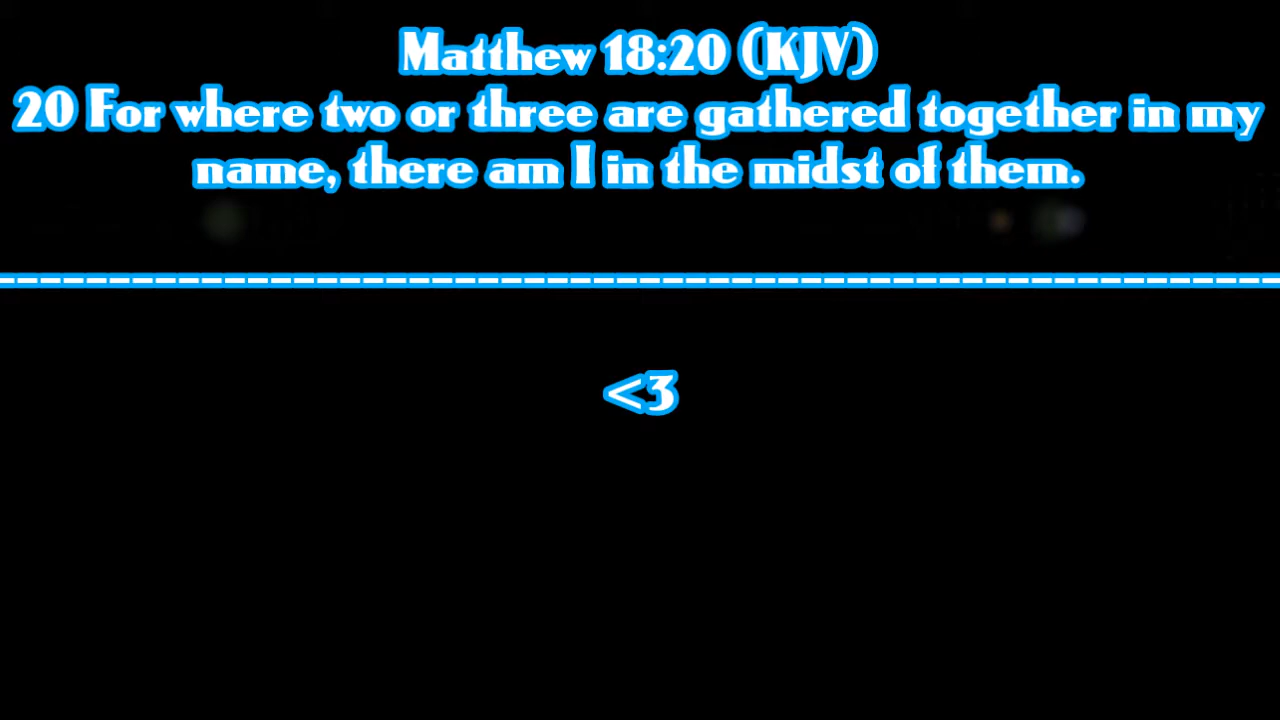 Matthew 18:20 (KJV)
20 For where two or three are gathered together in my
name, there am I in the midst of them.
<3